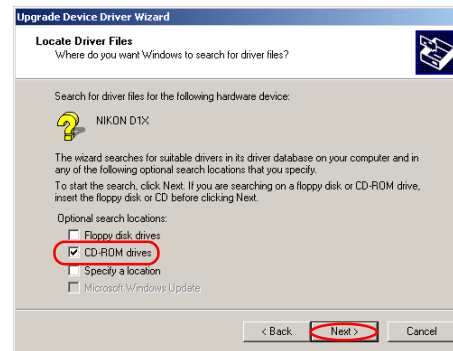 Upgrade Device Driver Wizard
Locate Driver Files
Where do you want Windows to search for driver files?
Search for driver files for the following hardware device:
NIKON D1X
The wizard searches for suitable drivers in its driver database on your computer and in
any of the following optional search locations that you specify.
To start the search, click Next. If you are searching on a floppy disk or CD-ROM drive,
insert the floppy disk or CD before clicking Next.
Optional search locations:
Floppy disk drives
CD-ROM drives
Specify a location
Microsoft Windows Update
< Back Next > Cancel